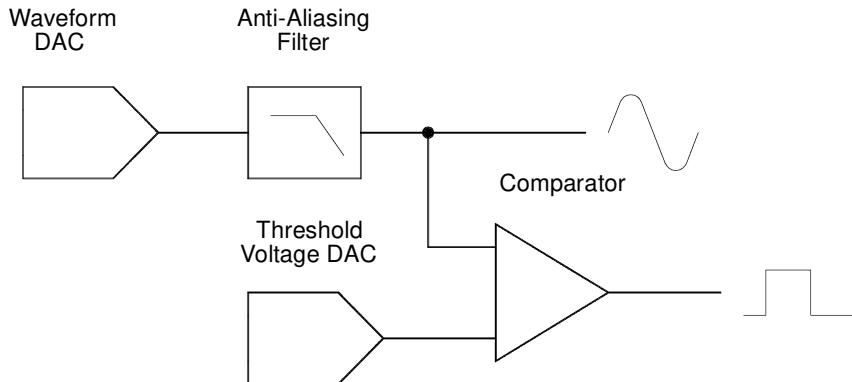 Waveform
DAC
Anti-Aliasing
Filter
Comparator
Threshold
Voltage DAC